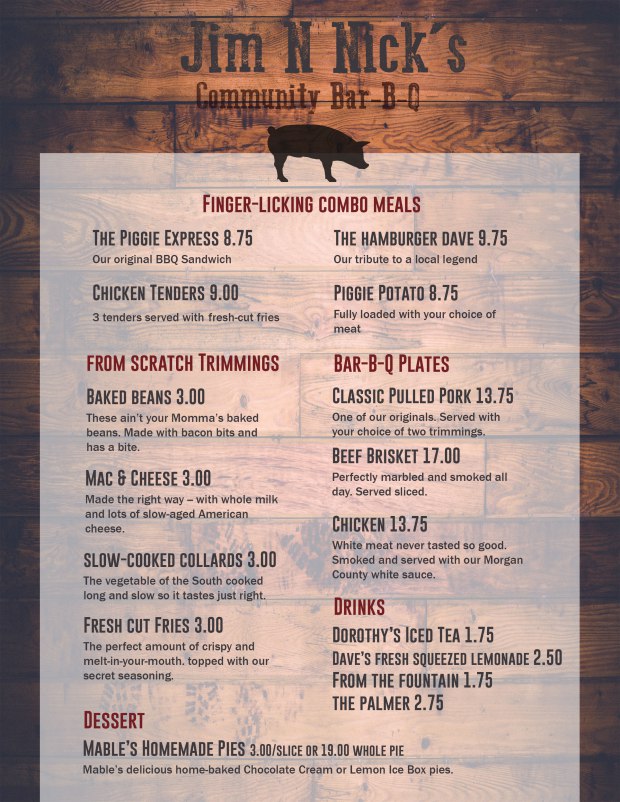 Jim N Nick´s
Community Bar-B-Q
Finger-licking combo meals
The Piggie Express 8.75
Our original BBQ Sandwich
Chicken Tenders 9.00
3 tenders served with fresh-cut fries
The hamburger dave 9.75
Our tribute to a local legend
Piggie Potato 8.75
Fully loaded with your choice of
meat
from scratch Trimmings
Baked beans 3.00
These ain't your Momma's baked
beans. Made with bacon bits and
has a bite.
Mac & Cheese 3.00
Made the right way – with whole milk
and lots of slow-aged American
cheese.
slow-cooked collards 3.00
The vegetable of the South cooked
long and slow so it tastes just right.
Fresh cut Fries 3.00
The perfect amount of crispy and
melt-in-your-mouth. topped with our
secret seasoning.
Bar-B-Q Plates
Classic Pulled Pork 13.75
One of our originals. Served with
your choice of two trimmings.
Beef Brisket 17.00
Perfectly marbled and smoked all
day. Served sliced.
Chicken 13.75
White meat never tasted so good.
Smoked and served with our Morgan
County white sauce.
Drinks
Dorothy's Iced Tea 1.75
Dave's fresh squeezed lemonade 2.50
From the fountain 1.75
the palmer 2.75
Dessert
Mable's Homemade Pies 3.00/slice or 19.00 whole pie
Mable's delicious home-baked Chocolate Cream or Lemon Ice Box pies.